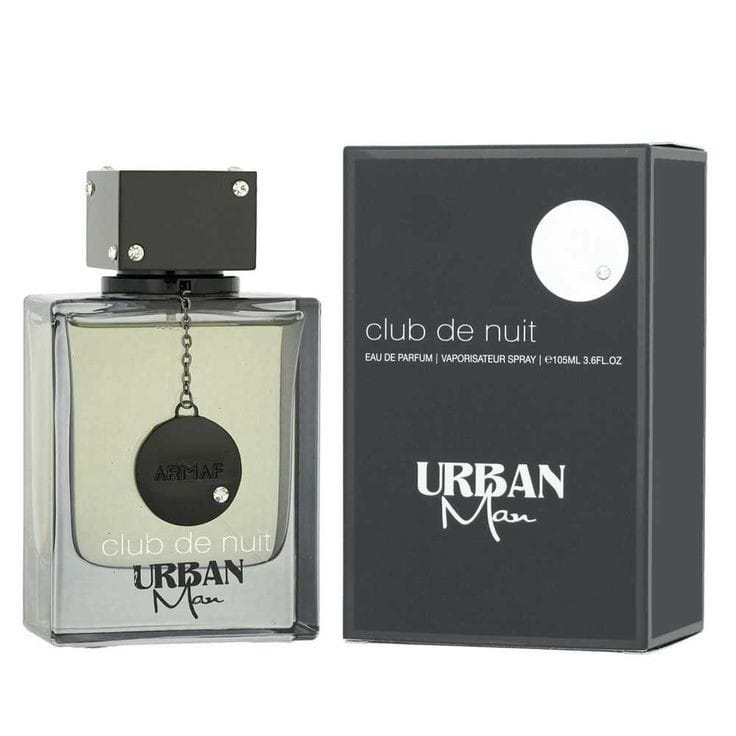 ARMAF
club de nuit
URBAN
Man
club de nuit
EAU DE PARFUM | VAPORISATEUR SPRAY | ℮105ML 3.6FL.OZ
URBAN
Man